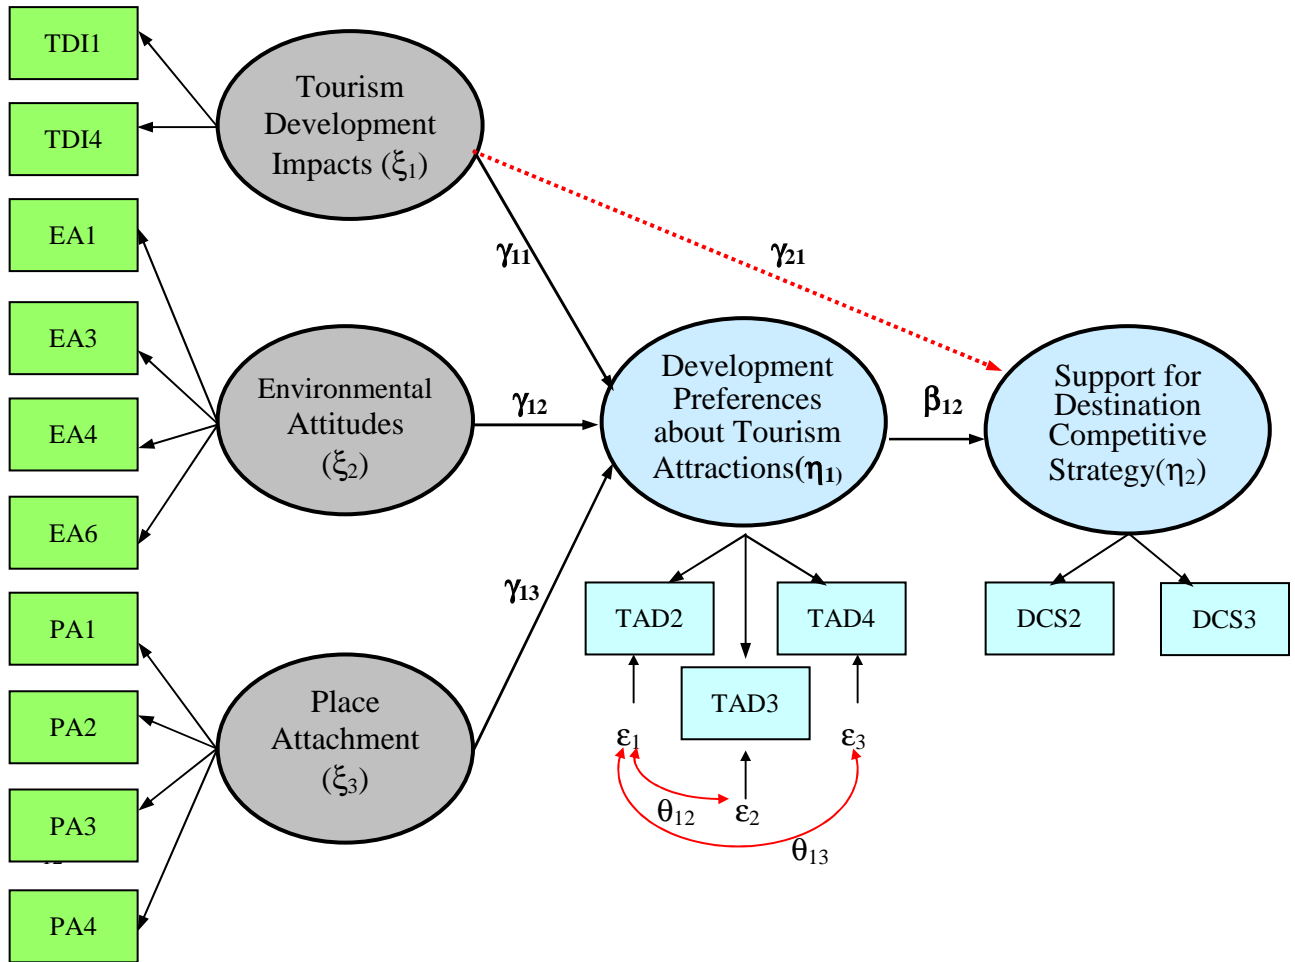 TDI1
TDI4
EA1
EA3
EA4
EA6
PA1
PA2
PA3
PA4
Tourism
Development
Impacts (ξ1)
Environmental
Attitudes
(ξ2)
Place
Attachment
(ξ3)
γ11
γ21
γ12
γ13
Development
Preferences
about Tourism
Attractions(η1)
β12
Support for
Destination
Competitive
Strategy(η2)
TAD2
TAD3
TAD4
ε1
ε2
ε3
θ12
θ13
DCS2
DCS3